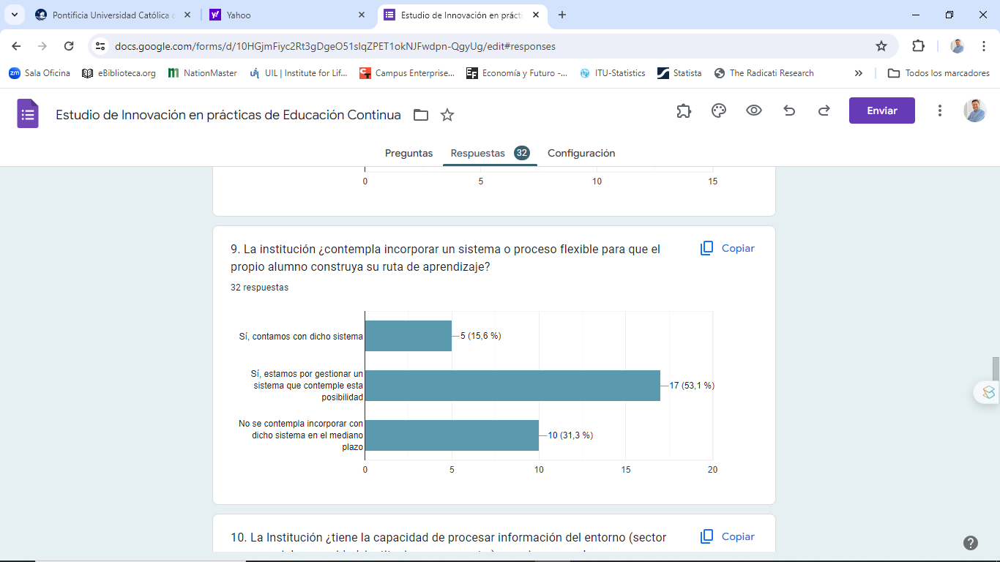 Pontificia Universidad Católica
Yahoo
Estudio de Innovación en práct
docs.google.com/forms/d/10HGjmFiyc2Rt3gDgeO51sIqZPET1okNJFwdpn-QgyUg/edit#responses
Sala Oficina
eBiblioteca.org
NationMaster
UIL | Institute for Lif...
Campus Enterprise...
Economía y Futuro -...
ITU-Statistics
Statista
The Radicati Research
»
Todos los marcadores
Estudio de Innovación en prácticas de Educación Continua
Enviar
Preguntas
Respuestas 32
Configuración
0 5 10 15
9. La institución ¿contempla incorporar un sistema o proceso flexible para que el
propio alumno construya su ruta de aprendizaje?
Copiar
32 respuestas
Sí, contamos con dicho sistema
5 (15,6 %)
Sí, estamos por gestionar un
sistema que contemple esta
posibilidad
17 (53,1 %)
No se contempla incorporar con
dicho sistema en el mediano
plazo
10 (31,3 %)
0 5 10 15 20
10. La Institución ¿tiene la capacidad de procesar información del entorno (sector
Copiar